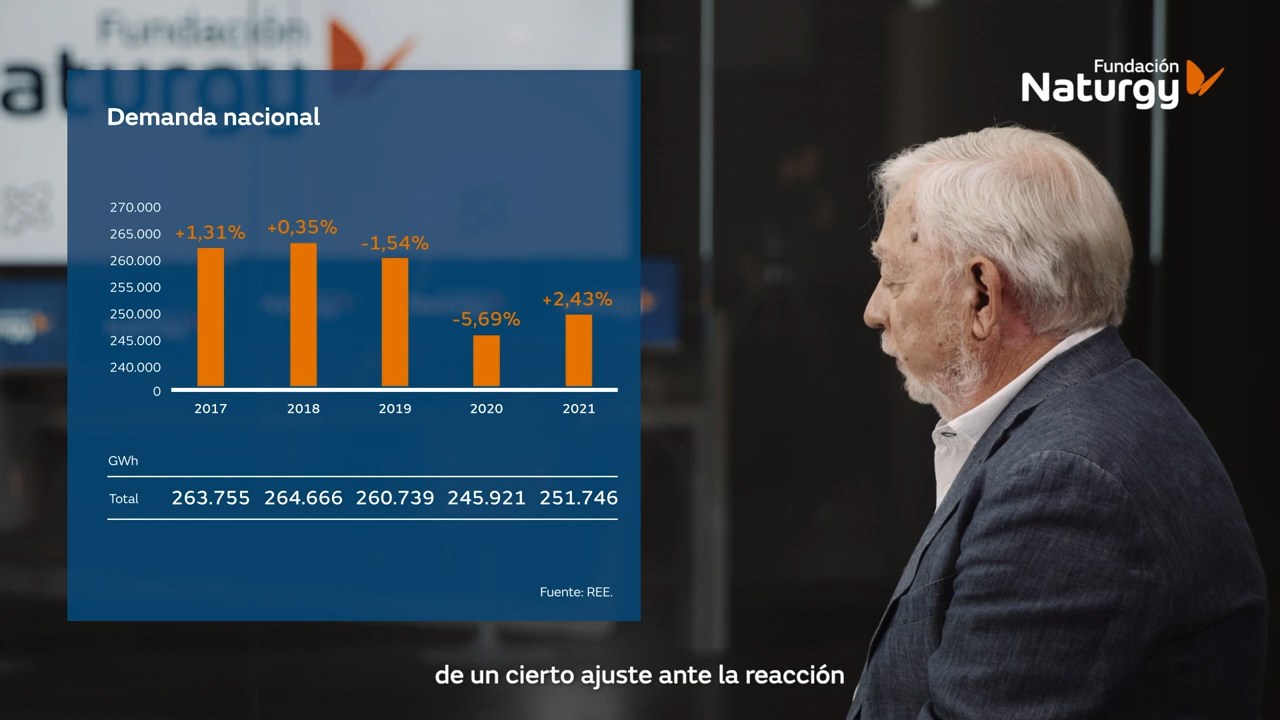 Fundación
aturgy
Fundación
Naturgy
Demanda nacional
270.000
265.000
260.000
255.000
250.000
245.000
240.000
0
+1,31%
+0,35%
-1,54%
-5,69%
+2,43%
2017 2018 2019 2020 2021
GWh
Total 263.755 264.666 260.739 245.921 251.746
Fuente: REE.
de un cierto ajuste ante la reacción